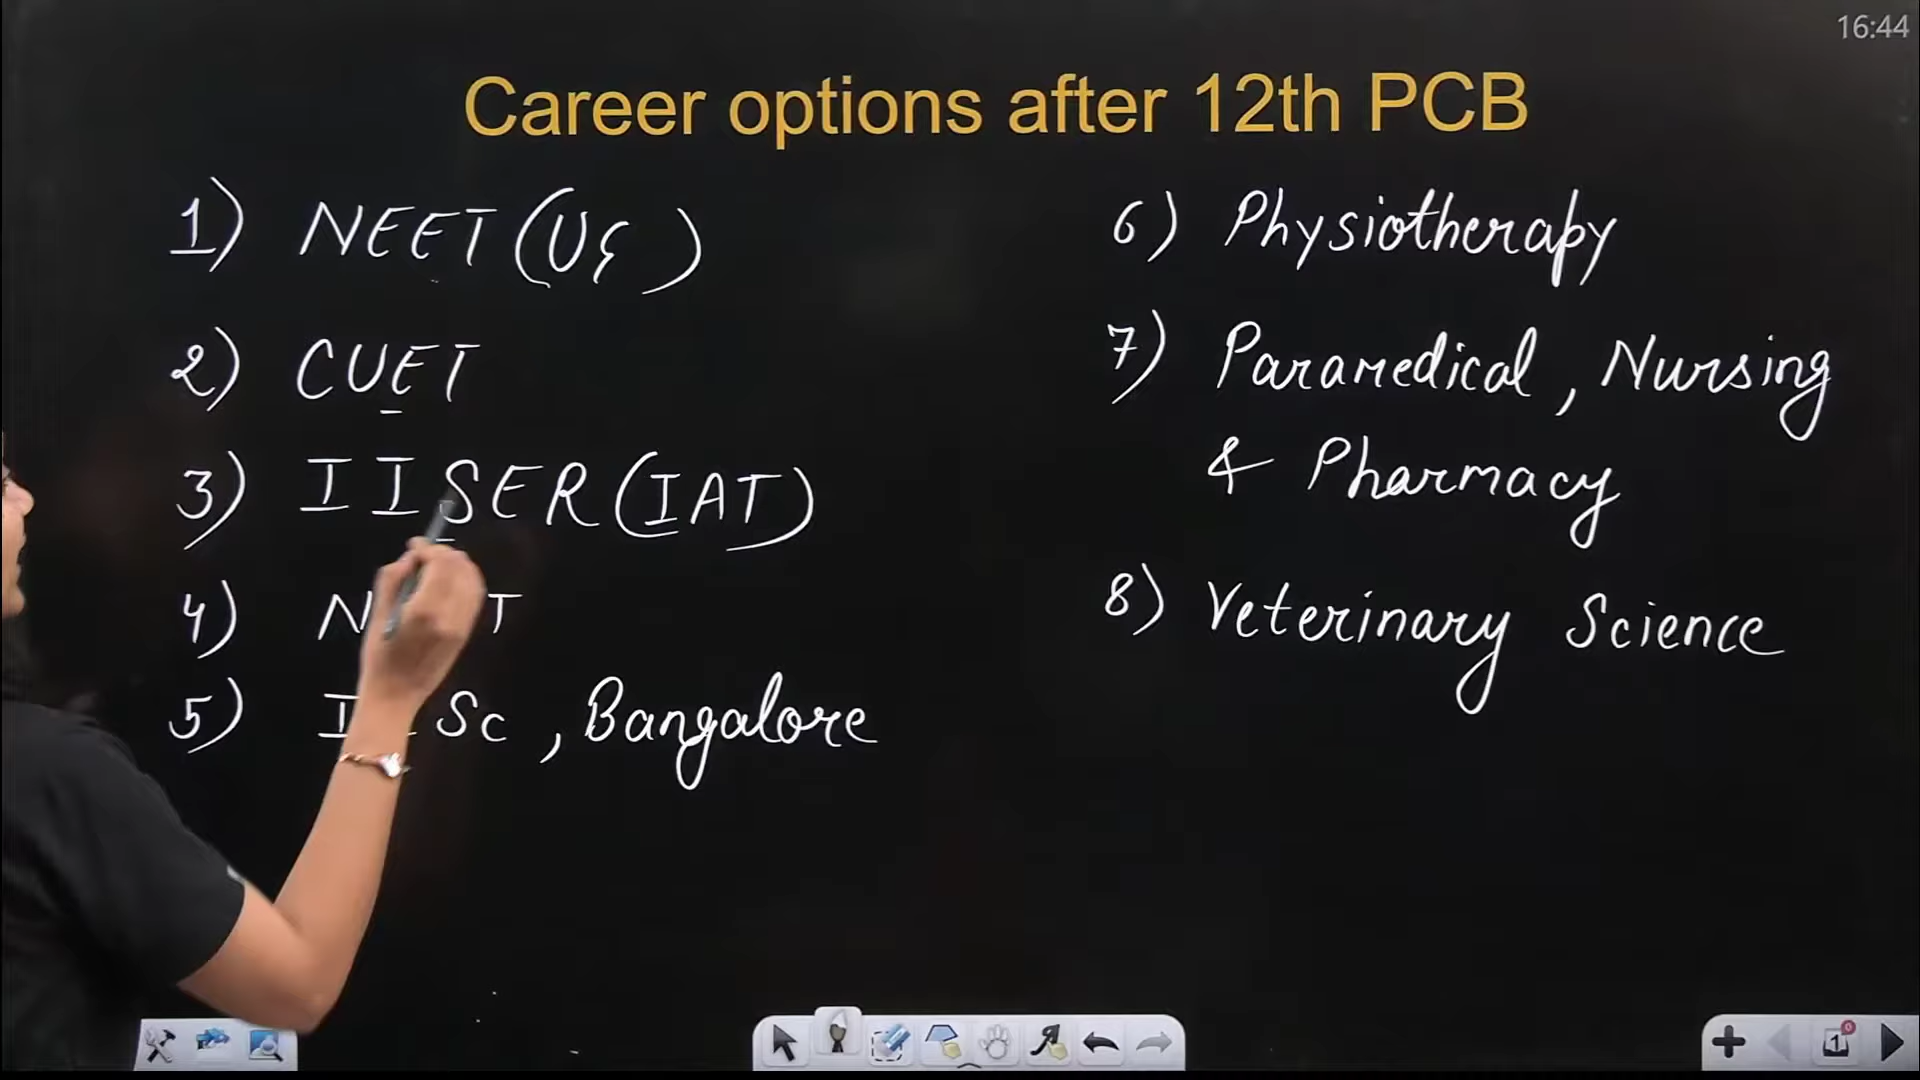 16:44
Career options after 12th PCB
1) NEET (UG)
2) CUET
3) IISER (IAT)
4)
5) , Bangalore
6) Physiotherapy
7) Paramedical, Nursing
& Pharmacy
8) Veterinary Science
1